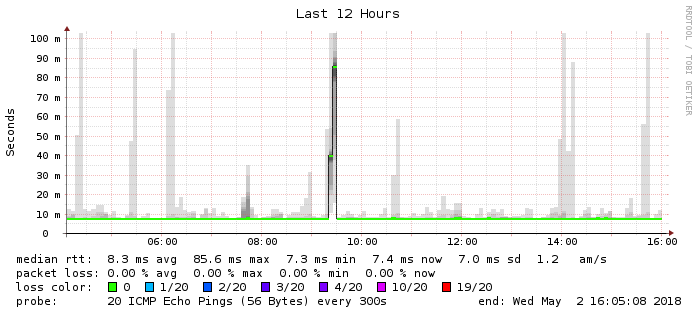 Last 12 Hours
RRDTOOL / TOBI OETIKER
Seconds
100 m
90 m
80 m
70 m
60 m
50 m
40 m
30 m
20 m
10 m
0
06:00 08:00 10:00 12:00 14:00 16:00
median rtt: 8.3 ms avg 85.6 ms max 7.3 ms min 7.4 ms now 7.0 ms sd 1.2 am/s
packet loss: 0.00 % avg 0.00 % max 0.00 % min 0.00 % now
loss color: 0 1/20 2/20 3/20 4/20 10/20 19/20
probe: 20 ICMP Echo Pings (56 Bytes) every 300s end: Wed May 2 16:05:08 2018